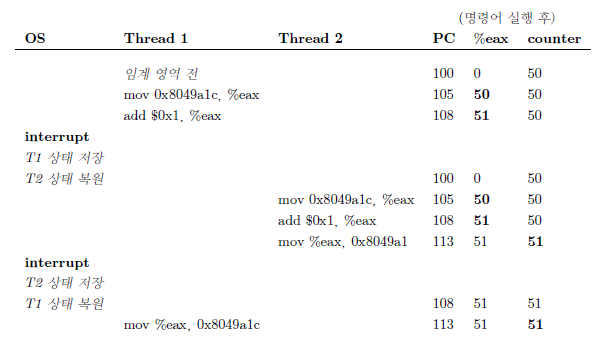 (명령어 실행 후)
OS Thread 1 Thread 2 PC %eax counter
임계 영역 전 100 0 50
mov 0x8049a1c, %eax 105 50 50
add $0x1, %eax 108 51 50
interrupt
T1 상태 저장
T2 상태 복원 100 0 50
mov 0x8049a1c, %eax 105 50 50
add $0x1, %eax 108 51 50
mov %eax, 0x8049a1 113 51 51
interrupt
T2 상태 저장
T1 상태 복원 108 51 51
mov %eax, 0x8049a1c 113 51 51